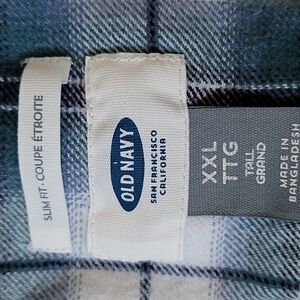 SLIM FIT · COUPE ÉTROITE
OLD NAVY
SAN FRANCISCO
CALIFORNIA
XXL
TTG
TALL
GRAND
MADE IN
BANGLADESH